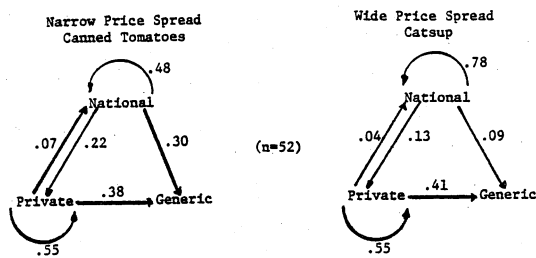 Narrow Price Spread
Canned Tomatoes
.48
National
.07
.22
.30
Private
.38
Generic
.55
(n=52)
Wide Price Spread
Catsup
.78
National
.04
.13
.09
Private
.41
Generic
.55